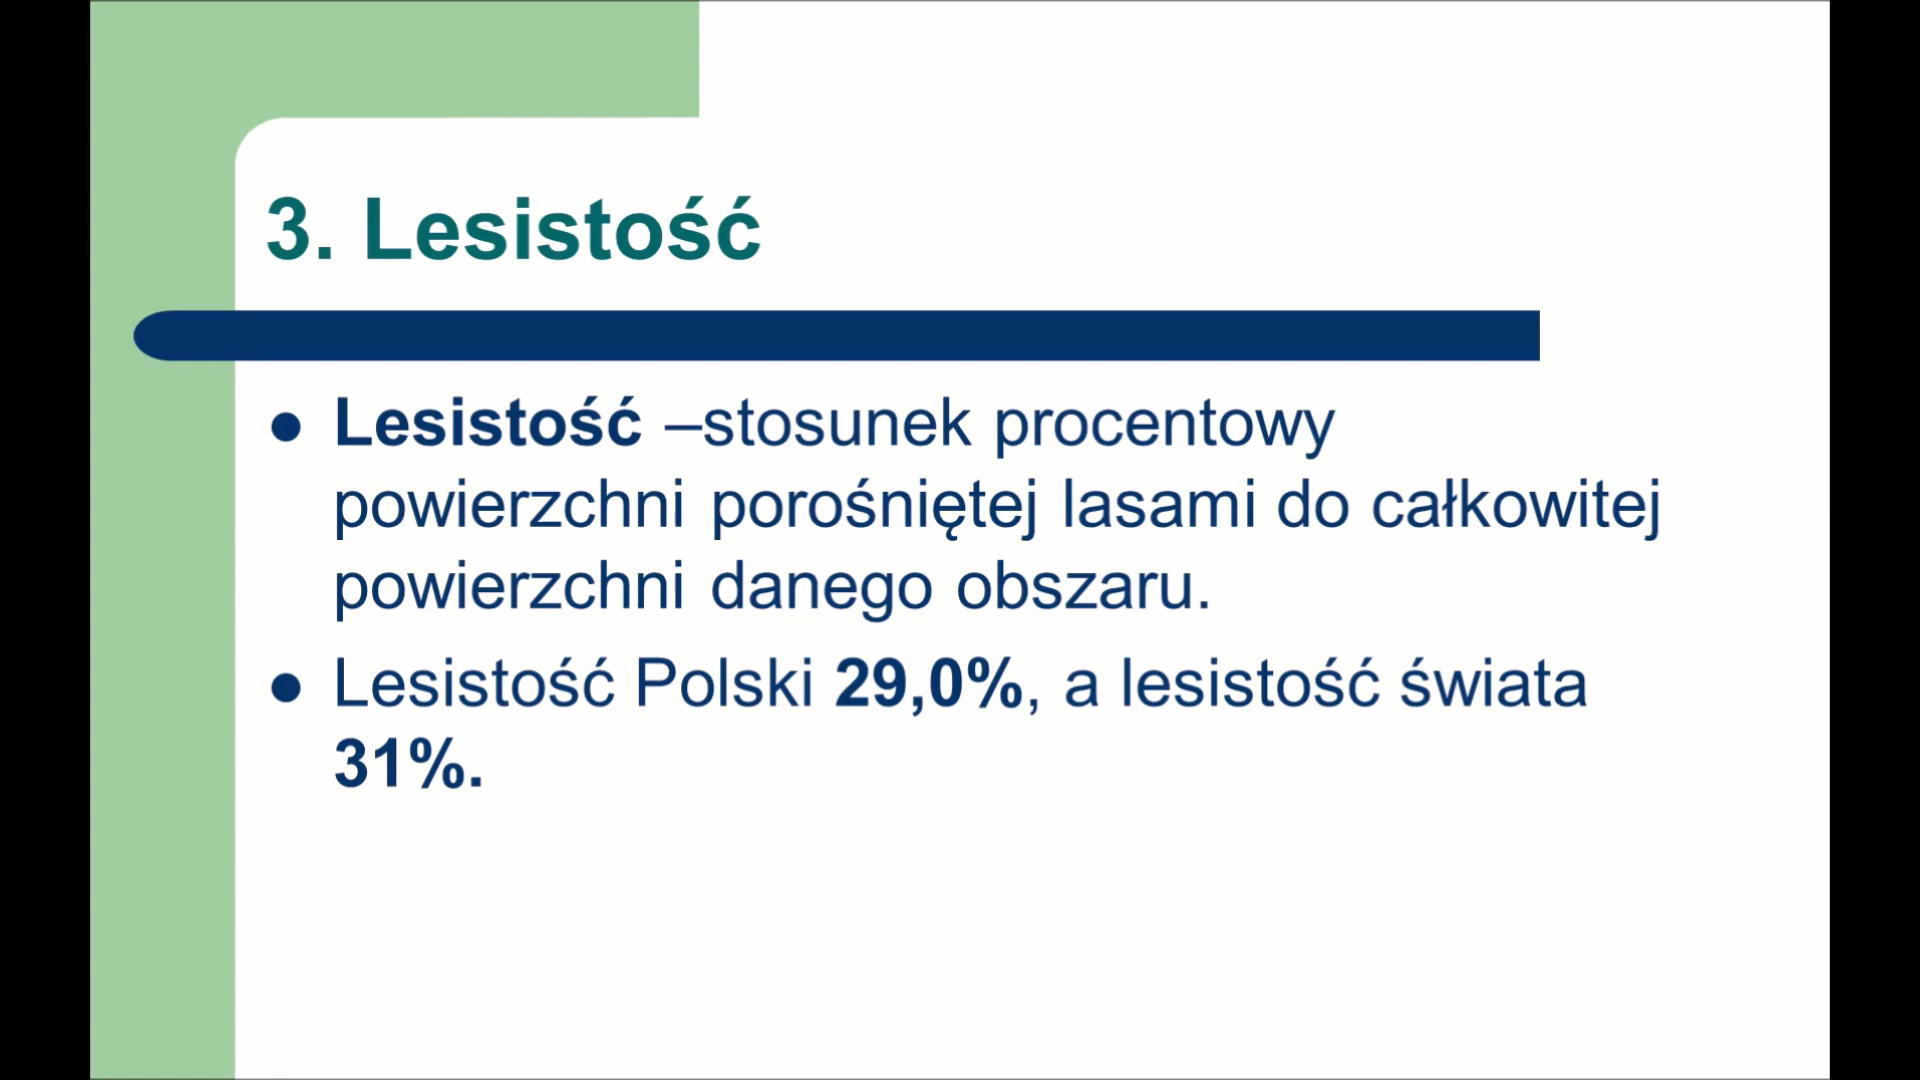 3. Lesistość
● Lesistość –stosunek procentowy
powierzchni porośniętej lasami do całkowitej
powierzchni danego obszaru.
● Lesistość Polski 29,0%, a lesistość świata
31%.